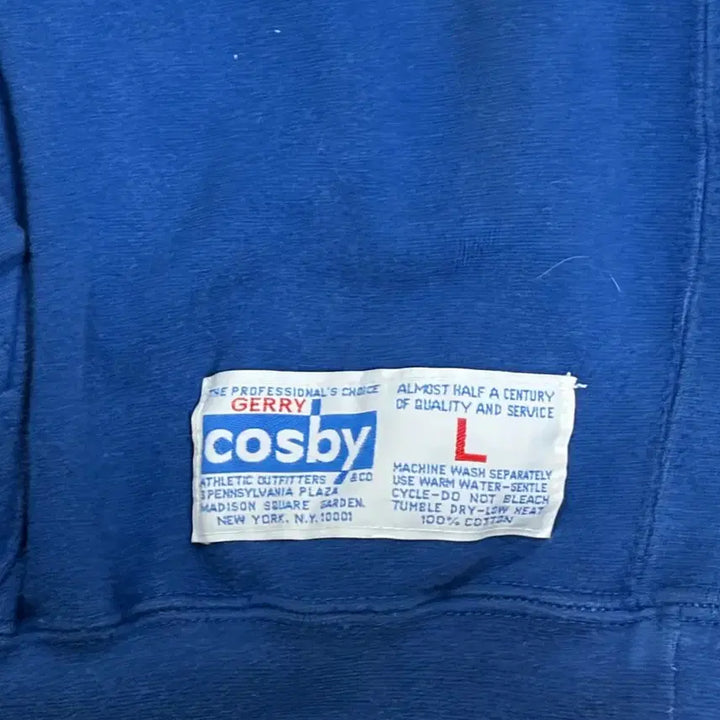 THE PROFESSIONAL'S CHOICE
GERRY
cosby
& CO
ATHLETIC OUTFITTERS
3 PENNSYLVANIA PLAZA
MADISON SQUARE GARDEN.
NEW YORK, N.Y. 10001
ALMOST HALF A CENTURY
OF QUALITY AND SERVICE
L
MACHINE WASH SEPARATELY
USE WARM WATER-GENTLE
CYCLE-DO NOT BLEACH
TUMBLE DRY-LOW HEAT
100% COTTON